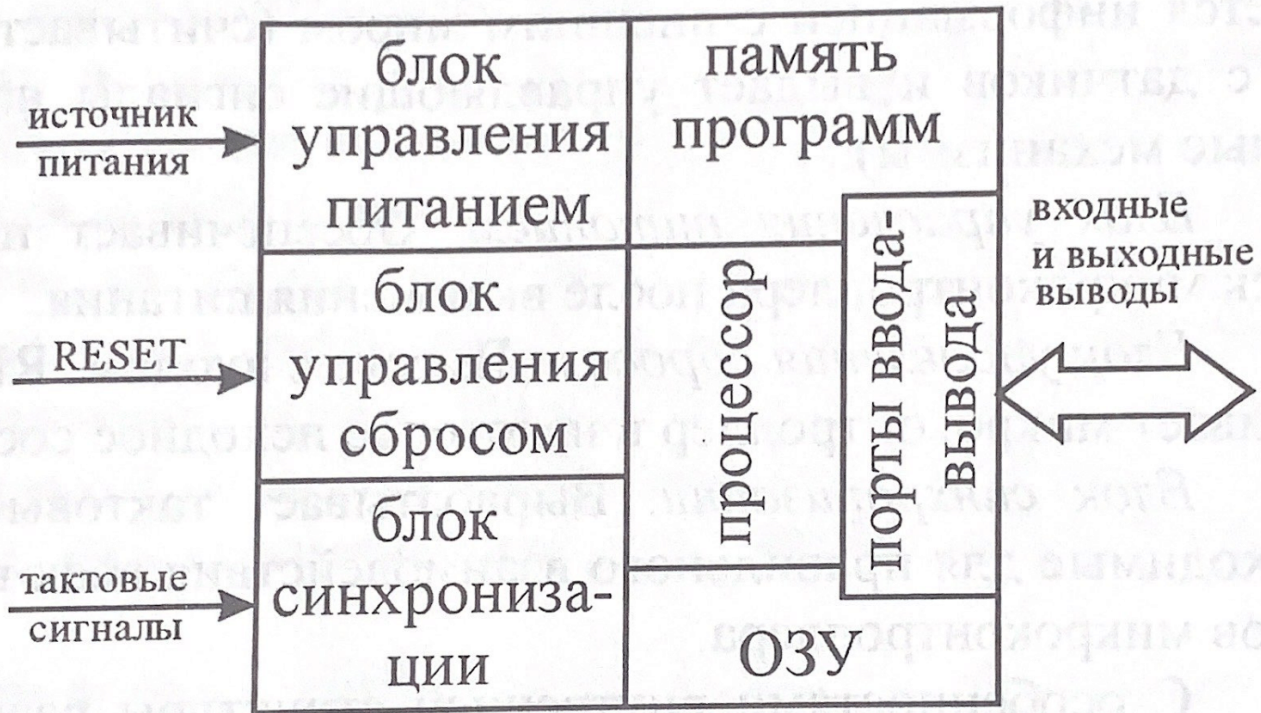 блок
управления
питанием
память
программ
источник
питания
входные
и выходные
выводы
блок
управления
сбросом
RESET
процессор
порты ввода-
вывода
блок
синхрониза-
ции
тактовые
сигналы
ОЗУ